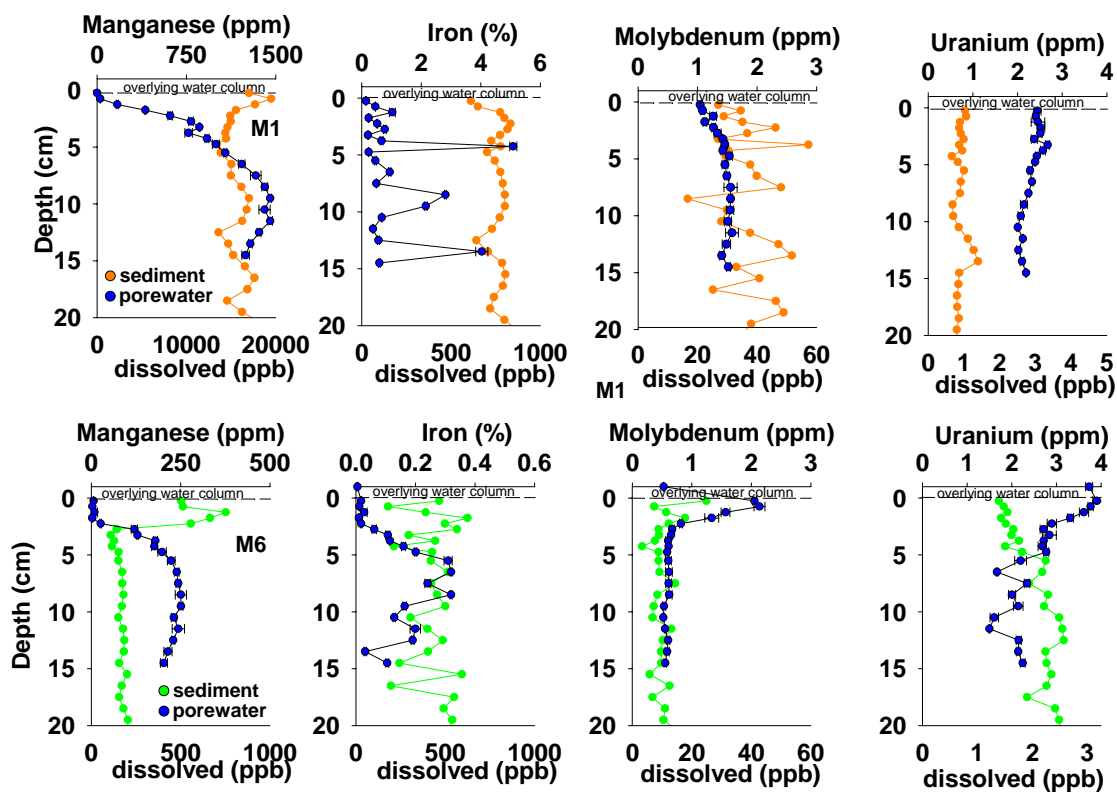 Manganese (ppm)
Iron (%)
Molybdenum (ppm)
Uranium (ppm)
0 750 1500
0 2 4 6
0 1 2 3
0 1 2 3 4 5
overlying water column
overlying water column
overlying water column
overlying water column
0
5
10
15
20
0
5
10
15
20
0
5
10
15
20
0
5
10
15
20
Depth (cm)
M1
sediment
porewater
0 10000 20000
0 500 1000
0 20 40 60
0 1 2 3 4 5
dissolved (ppb)
dissolved (ppb)
dissolved (ppb)
dissolved (ppb)
M1
Manganese (ppm)
Iron (%)
Molybdenum (ppm)
Uranium (ppm)
0 250 500
0.0 0.2 0.4 0.6
0 1 2 3 4
0 1 2 3 4
overlying water column
overlying water column
overlying water column
overlying water column
0
5
10
15
20
0
5
10
15
20
0
5
10
15
20
0
5
10
15
20
Depth (cm)
M6
sediment
porewater
0 500 1000
0 500 1000
0 20 40 60
0 1 2 3
dissolved (ppb)
dissolved (ppb)
dissolved (ppb)
dissolved (ppb)